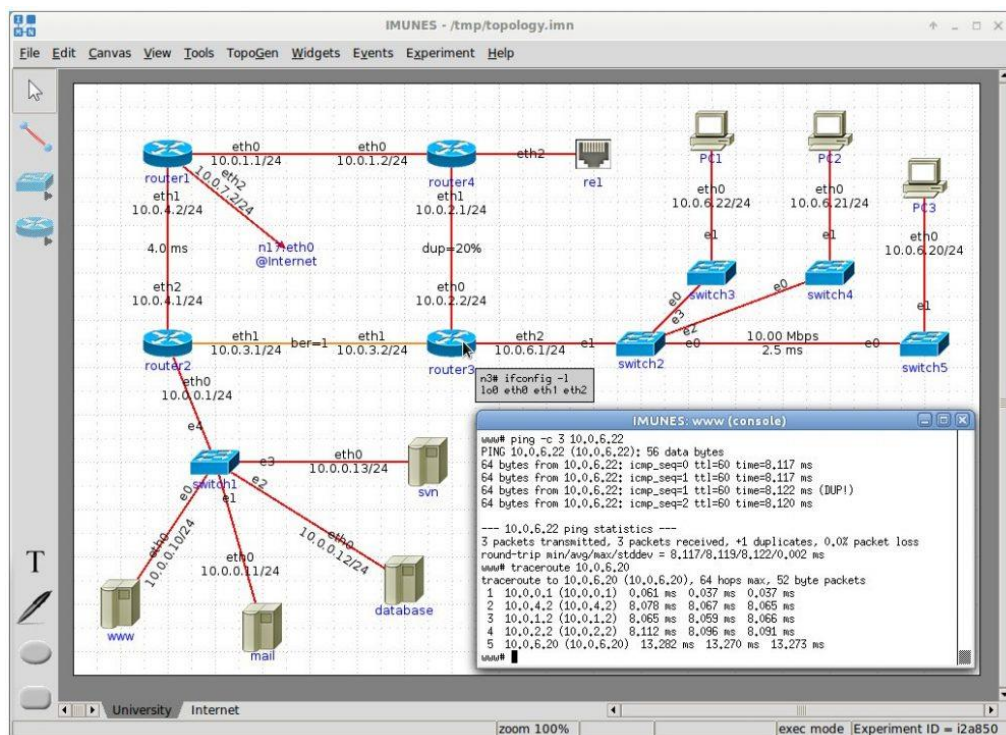 IMUNES - /tmp/topology.imn
File Edit Canvas View Tools TopoGen Widgets Events Experiment Help
eth0
10.0.1.1/24
eth0
10.0.1.2/24
router1
eth2
10.0.7.2/24
eth1
10.0.4.2/24
router4
eth1
10.0.2.1/24
eth2
re1
PC1
eth0
10.0.6.22/24
e1
PC2
eth0
10.0.6.21/24
e1
PC3
eth0
10.0.6.20/24
e1
4.0 ms
n17:eth0
@Internet
dup=20%
eth2
10.0.4.1/24
eth0
10.0.2.2/24
switch3
e0
e3
switch4
e0
e2
router2
eth1
10.0.3.1/24
ber=1
eth1
10.0.3.2/24
router3
eth2
10.0.6.1/24
e1
switch2
e0
10.00 Mbps
2.5 ms
e0
switch5
n3# ifconfig -l
lo0 eth0 eth1 eth2
eth0
10.0.0.1/24
e4
switch1
e3
eth0
10.0.0.13/24
svn
e0
eth0
10.0.0.10/24
www
e1
eth0
10.0.0.11/24
mail
e2
eth0
10.0.0.12/24
database
IMUNES: www (console)
www# ping -c 3 10.0.6.22
PING 10.0.6.22 (10.0.6.22): 56 data bytes
64 bytes from 10.0.6.22: icmp_seq=0 ttl=60 time=8.117 ms
64 bytes from 10.0.6.22: icmp_seq=1 ttl=60 time=8.117 ms
64 bytes from 10.0.6.22: icmp_seq=1 ttl=60 time=8.122 ms (DUP!)
64 bytes from 10.0.6.22: icmp_seq=2 ttl=60 time=8.120 ms
--- 10.0.6.22 ping statistics ---
3 packets transmitted, 3 packets received, +1 duplicates, 0.0% packet loss
round-trip min/avg/max/stddev = 8.117/8.119/8.122/0.002 ms
www# traceroute 10.0.6.20
traceroute to 10.0.6.20 (10.0.6.20), 64 hops max, 52 byte packets
1 10.0.0.1 (10.0.0.1) 0.061 ms 0.037 ms 0.037 ms
2 10.0.4.2 (10.0.4.2) 8.078 ms 8.067 ms 8.065 ms
3 10.0.1.2 (10.0.1.2) 8.065 ms 8.059 ms 8.066 ms
4 10.0.2.2 (10.0.2.2) 8.112 ms 8.096 ms 8.091 ms
5 10.0.6.20 (10.0.6.20) 13.282 ms 13.270 ms 13.273 ms
www#
T
University Internet
zoom 100%
exec mode
Experiment ID = i2a850